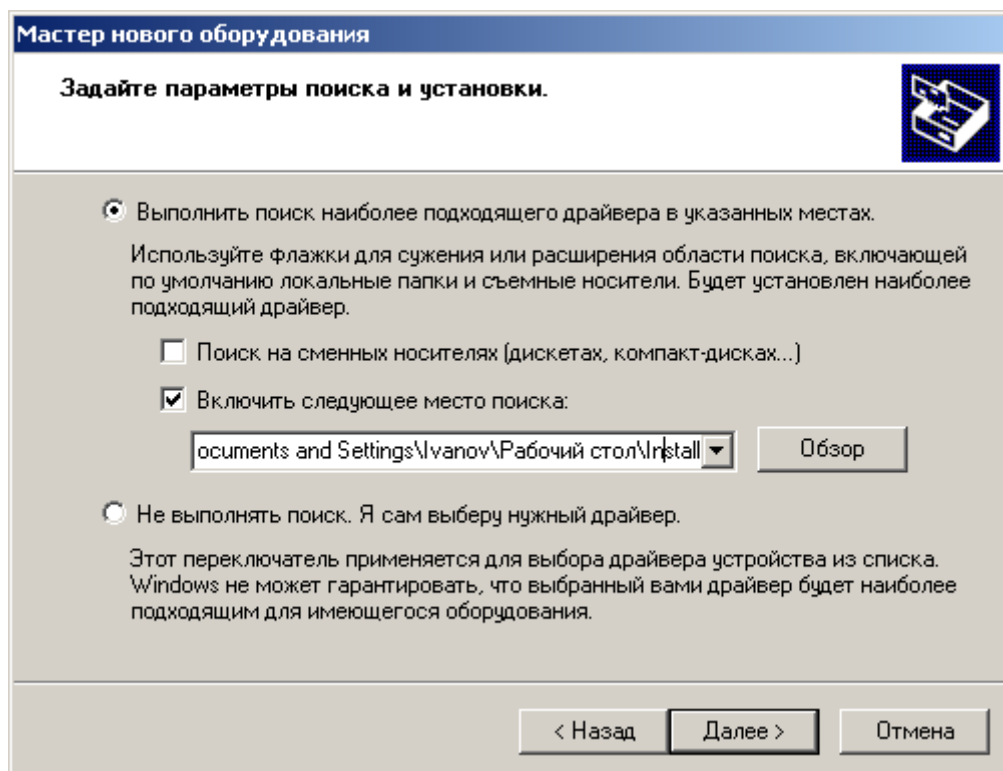 Мастер нового оборудования
Задайте параметры поиска и установки.
Выполнить поиск наиболее подходящего драйвера в указанных местах.
Используйте флажки для сужения или расширения области поиска, включающей
по умолчанию локальные папки и съемные носители. Будет установлен наиболее
подходящий драйвер.
Поиск на сменных носителях (дискетах, компакт-дисках...)
Включить следующее место поиска:
ocuments and Settings\Ivanov\Рабочий стол\Install
Обзор
Не выполнять поиск. Я сам выберу нужный драйвер.
Этот переключатель применяется для выбора драйвера устройства из списка.
Windows не может гарантировать, что выбранный вами драйвер будет наиболее
подходящим для имеющегося оборудования.
< Назад Далее > Отмена